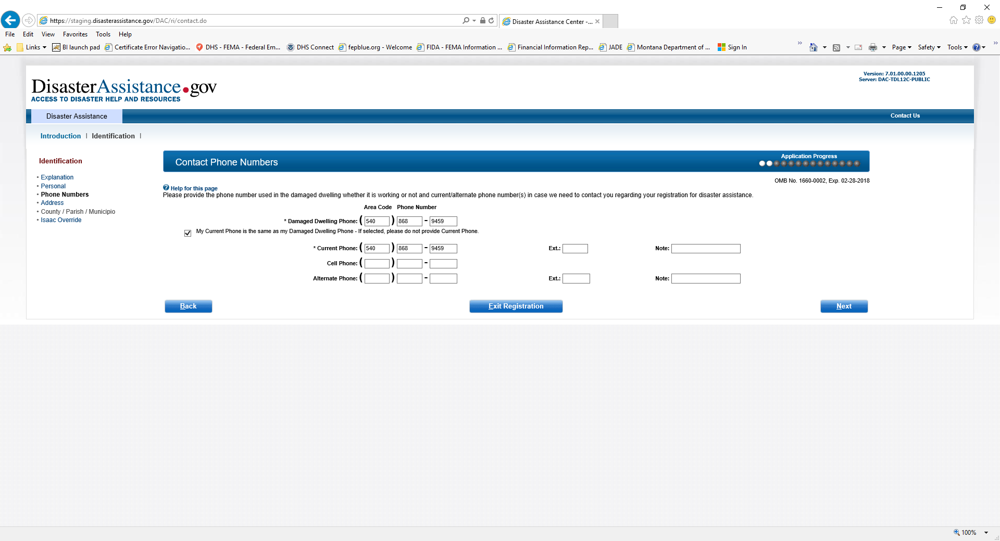 https://staging.disasterassistance.gov/DAC/ri/contact.do
Disaster Assistance Center -...
File Edit View Favorites Tools Help
Links BI launch pad Certificate Error Navigatio... DHS - FEMA - Federal Em... DHS Connect fepblue.org - Welcome FIDA - FEMA Information ... Financial Information Rep... JADE Montana Department of ... Sign In » Page Safety Tools »
Version: 7.01.00.00.1205
Server: DAC-TDL12C-PUBLIC
DisasterAssistance.gov
ACCESS TO DISASTER HELP AND RESOURCES
Disaster Assistance
Contact Us
Introduction | Identification |
Identification
• Explanation
• Personal
• Phone Numbers
• Address
• County / Parish / Municipio
• Isaac Override
Contact Phone Numbers
Application Progress
OMB No. 1660-0002, Exp. 02-28-2018
Help for this page
Please provide the phone number used in the damaged dwelling whether it is working or not and current/alternate phone number(s) in case we need to contact you regarding your registration for disaster assistance.
Area Code Phone Number
* Damaged Dwelling Phone: (540) 868 - 9459
My Current Phone is the same as my Damaged Dwelling Phone - If selected, please do not provide Current Phone.
* Current Phone: (540) 868 - 9459 Ext.: Note:
Cell Phone: ( ) -
Alternate Phone: ( ) - Ext.: Note:
Back
Exit Registration
Next
100%